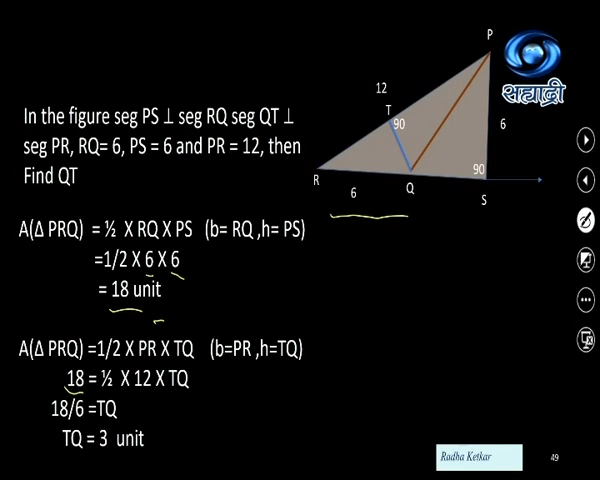 P
सह्याद्री
12
T
90
6
In the figure seg PS ⊥ seg RQ seg QT ⊥
seg PR, RQ= 6, PS = 6 and PR = 12, then
Find QT
90
R
6
Q
S
A(Δ PRQ) = ½ X RQ X PS (b= RQ ,h= PS)
=1/2 X 6 X 6
= 18 unit
A(Δ PRQ) =1/2 X PR X TQ (b=PR ,h=TQ)
18 = ½ X 12 X TQ
18/6 =TQ
TQ = 3 unit
Radha Ketkar
49